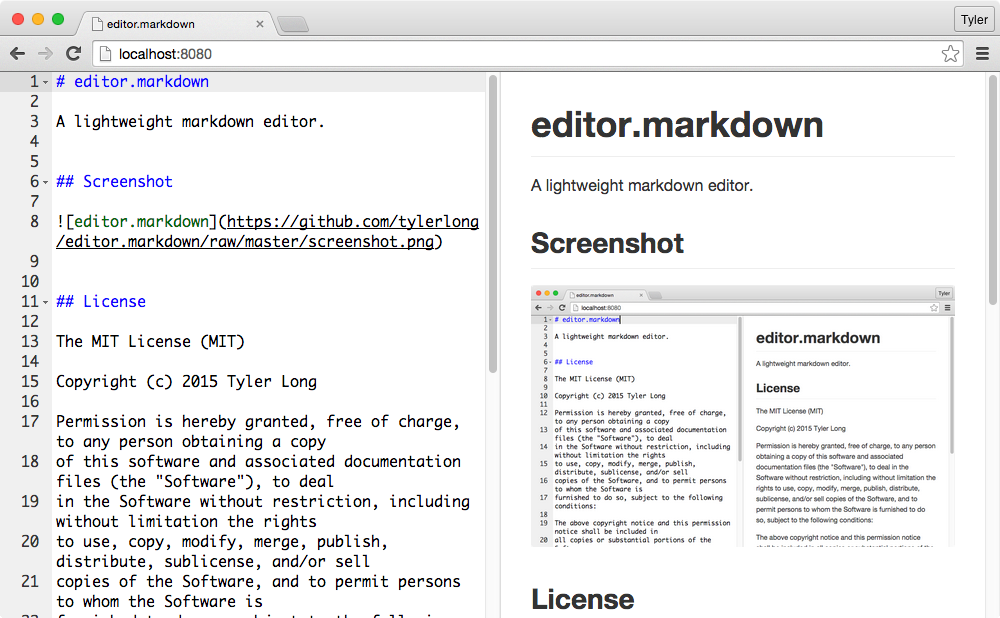 editor.markdown
Tyler
localhost:8080
1 # editor.markdown
2
3 A lightweight markdown editor.
4
5
6 ## Screenshot
7
8 ![editor.markdown](https://github.com/tylerlong
/editor.markdown/raw/master/screenshot.png)
9
10
11 ## License
12
13 The MIT License (MIT)
14
15 Copyright (c) 2015 Tyler Long
16
17 Permission is hereby granted, free of charge,
to any person obtaining a copy
18 of this software and associated documentation
files (the "Software"), to deal
19 in the Software without restriction, including
without limitation the rights
20 to use, copy, modify, merge, publish,
distribute, sublicense, and/or sell
21 copies of the Software, and to permit persons
to whom the Software is
editor.markdown
A lightweight markdown editor.
Screenshot
editor.markdown
Tyler
localhost:8080
1 # editor.markdown
2
3 A lightweight markdown editor.
4
5
6 ## License
7
8 The MIT License (MIT)
9
10 Copyright (c) 2015 Tyler Long
11
12 Permission is hereby granted, free of charge,
to any person obtaining a copy
13 of this software and associated documentation
files (the "Software"), to deal
14 in the Software without restriction, including
without limitation the rights
15 to use, copy, modify, merge, publish,
distribute, sublicense, and/or sell
16 copies of the Software, and to permit persons
to whom the Software is
17 furnished to do so, subject to the following
conditions:
18
19 The above copyright notice and this permission
notice shall be included in
20 all copies or substantial portions of the
editor.markdown
A lightweight markdown editor.
License
The MIT License (MIT)
Copyright (c) 2015 Tyler Long
Permission is hereby granted, free of charge, to any person
obtaining a copy of this software and associated
documentation files (the "Software"), to deal in the
Software without restriction, including without limitation the
rights to use, copy, modify, merge, publish, distribute,
sublicense, and/or sell copies of the Software, and to
permit persons to whom the Software is furnished to do
so, subject to the following conditions:
The above copyright notice and this permission notice
License